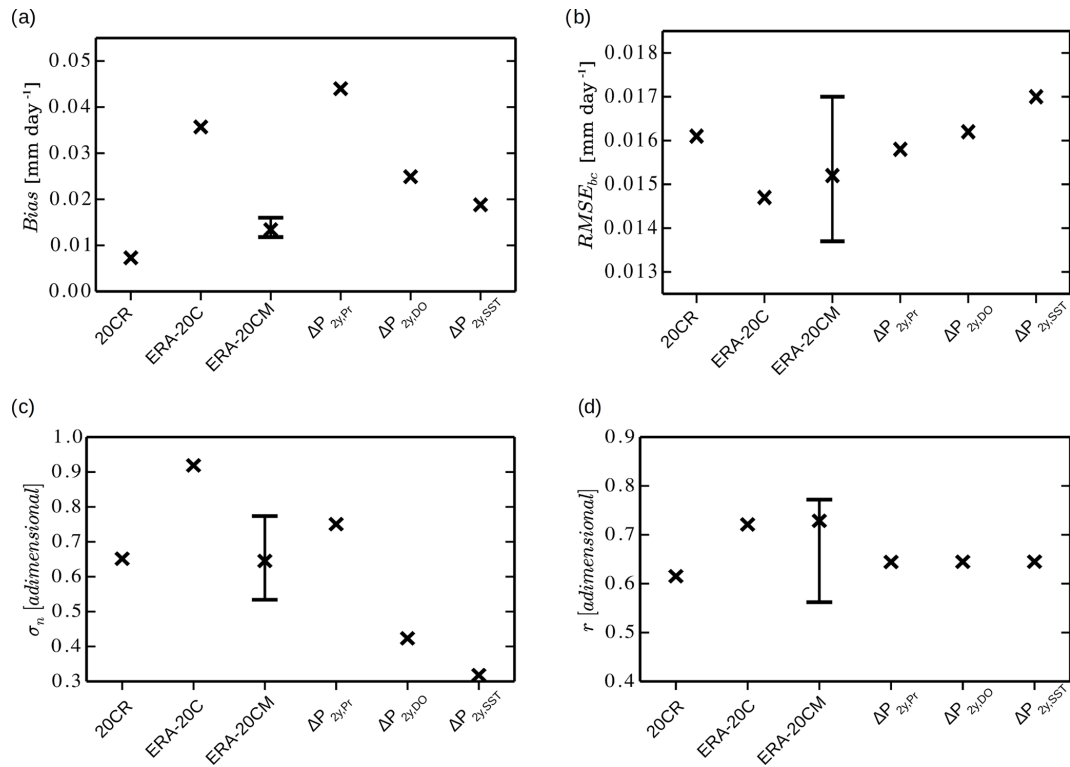 (a)
Bias [mm day⁻¹]
0.05
0.04
0.03
0.02
0.01
0.00
20CR
ERA-20C
ERA-20CM
ΔP 2y,Pr
ΔP 2y,DO
ΔP 2y,SST
(b)
RMSE_bc [mm day⁻¹]
0.018
0.017
0.016
0.015
0.014
0.013
20CR
ERA-20C
ERA-20CM
ΔP 2y,Pr
ΔP 2y,DO
ΔP 2y,SST
(c)
σ_n [adimensional]
1.0
0.9
0.8
0.7
0.6
0.5
0.4
0.3
20CR
ERA-20C
ERA-20CM
ΔP 2y,Pr
ΔP 2y,DO
ΔP 2y,SST
(d)
r [adimensional]
0.9
0.8
0.7
0.6
0.5
0.4
20CR
ERA-20C
ERA-20CM
ΔP 2y,Pr
ΔP 2y,DO
ΔP 2y,SST